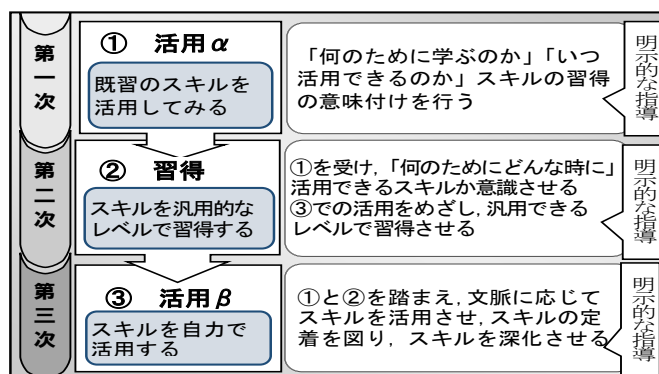 第一次
① 活用α
既習のスキルを
活用してみる
「何のために学ぶのか」「いつ
活用できるのか」スキルの習得
の意味付けを行う
明示的な指導
第二次
② 習得
スキルを汎用的な
レベルで習得する
①を受け,「何のためにどんな時に」
活用できるスキルか意識させる
③での活用をめざし,汎用できる
レベルで習得させる
明示的な指導
第三次
③ 活用β
スキルを自力で
活用する
①と②を踏まえ,文脈に応じて
スキルを活用させ,スキルの定
着を図り, スキルを深化させる
明示的な指導